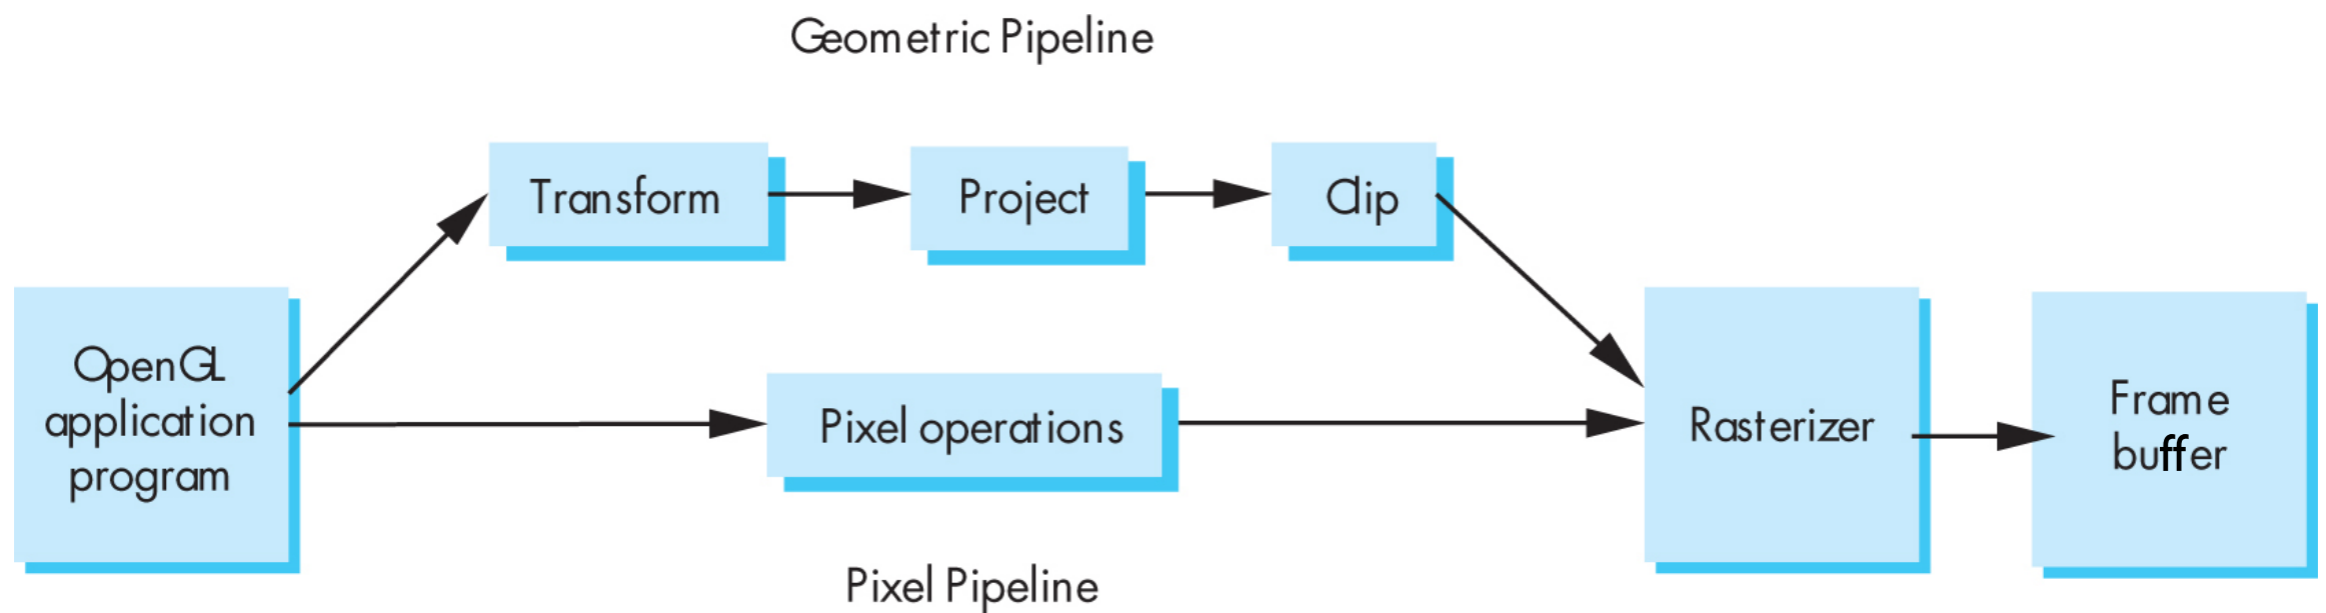 Geometric Pipeline
Transform
Project
Clip
OpenGL
application
program
Pixel operations
Rasterizer
Frame
buffer
Pixel Pipeline